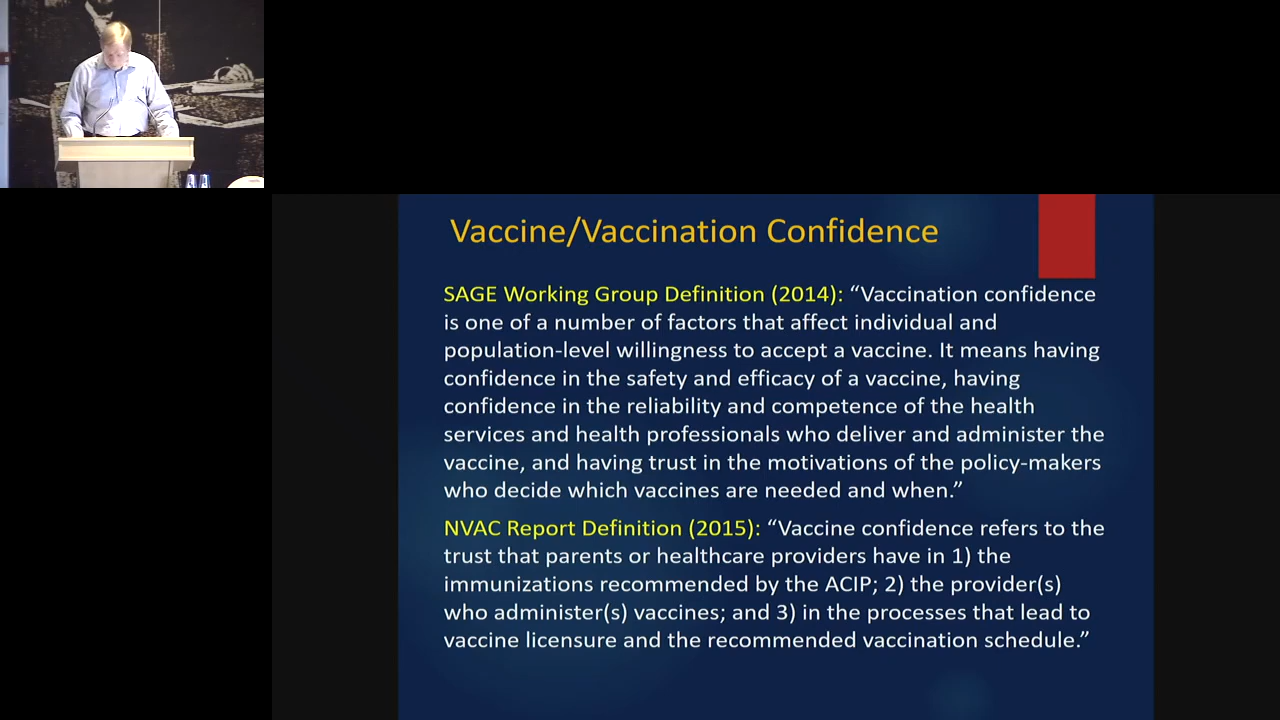 Vaccine/Vaccination Confidence
SAGE Working Group Definition (2014): “Vaccination confidence
is one of a number of factors that affect individual and
population-level willingness to accept a vaccine. It means having
confidence in the safety and efficacy of a vaccine, having
confidence in the reliability and competence of the health
services and health professionals who deliver and administer the
vaccine, and having trust in the motivations of the policy-makers
who decide which vaccines are needed and when.”
NVAC Report Definition (2015): “Vaccine confidence refers to the
trust that parents or healthcare providers have in 1) the
immunizations recommended by the ACIP; 2) the provider(s)
who administer(s) vaccines; and 3) in the processes that lead to
vaccine licensure and the recommended vaccination schedule.”